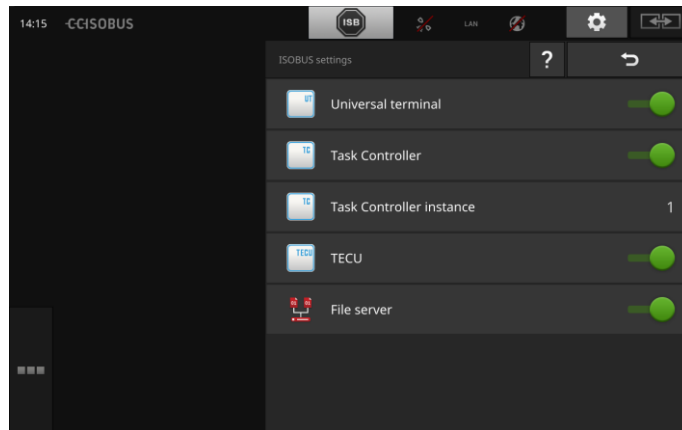 14:15
CCISOBUS
ISB
LAN
ISOBUS settings
?
UT
Universal terminal
TC
Task Controller
TC
Task Controller instance
1
TECU
TECU
File server